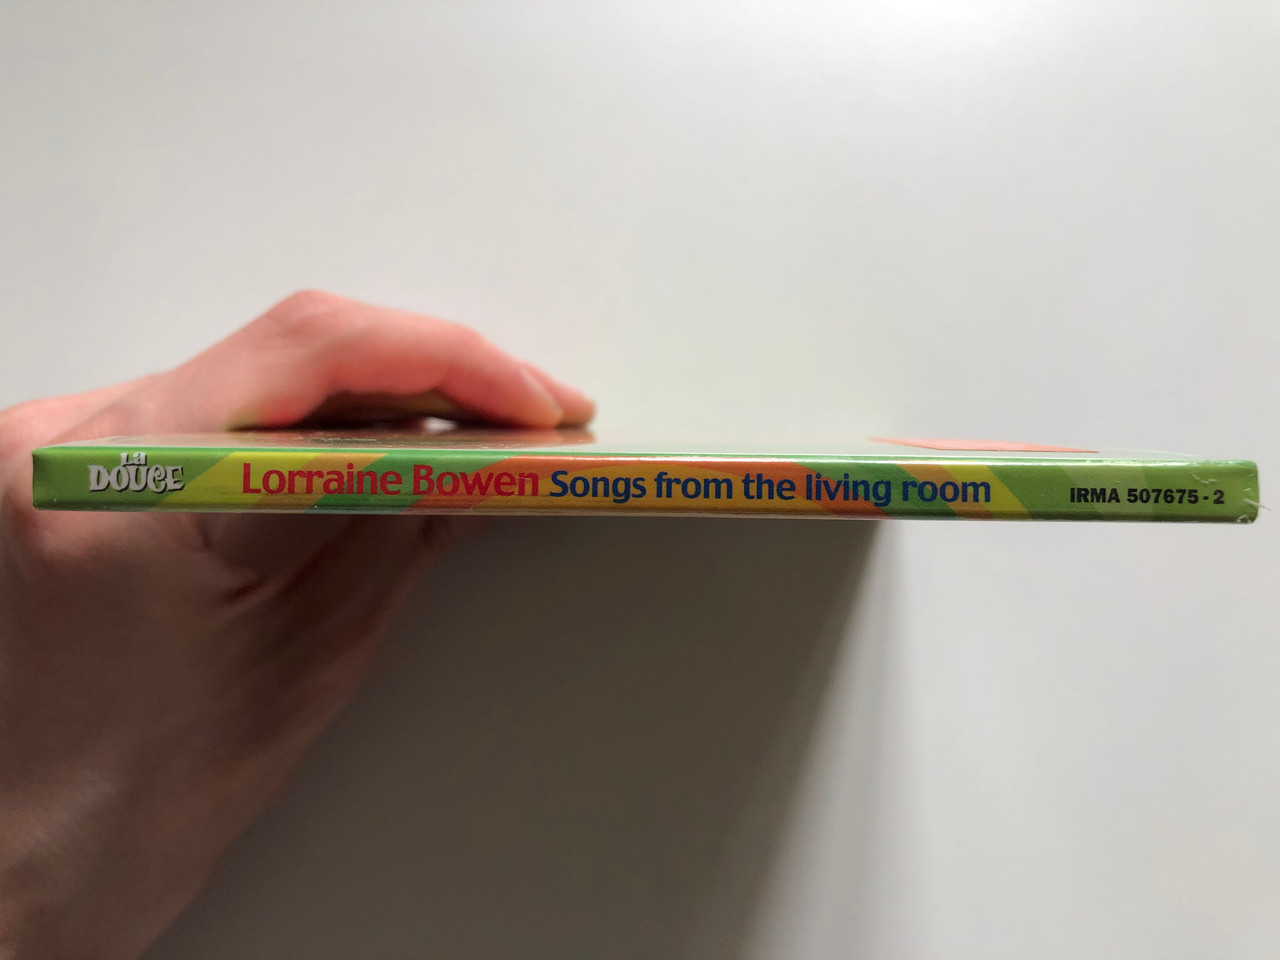 La
DOUCE
Lorraine Bowen Songs from the living room
IRMA 507675-2